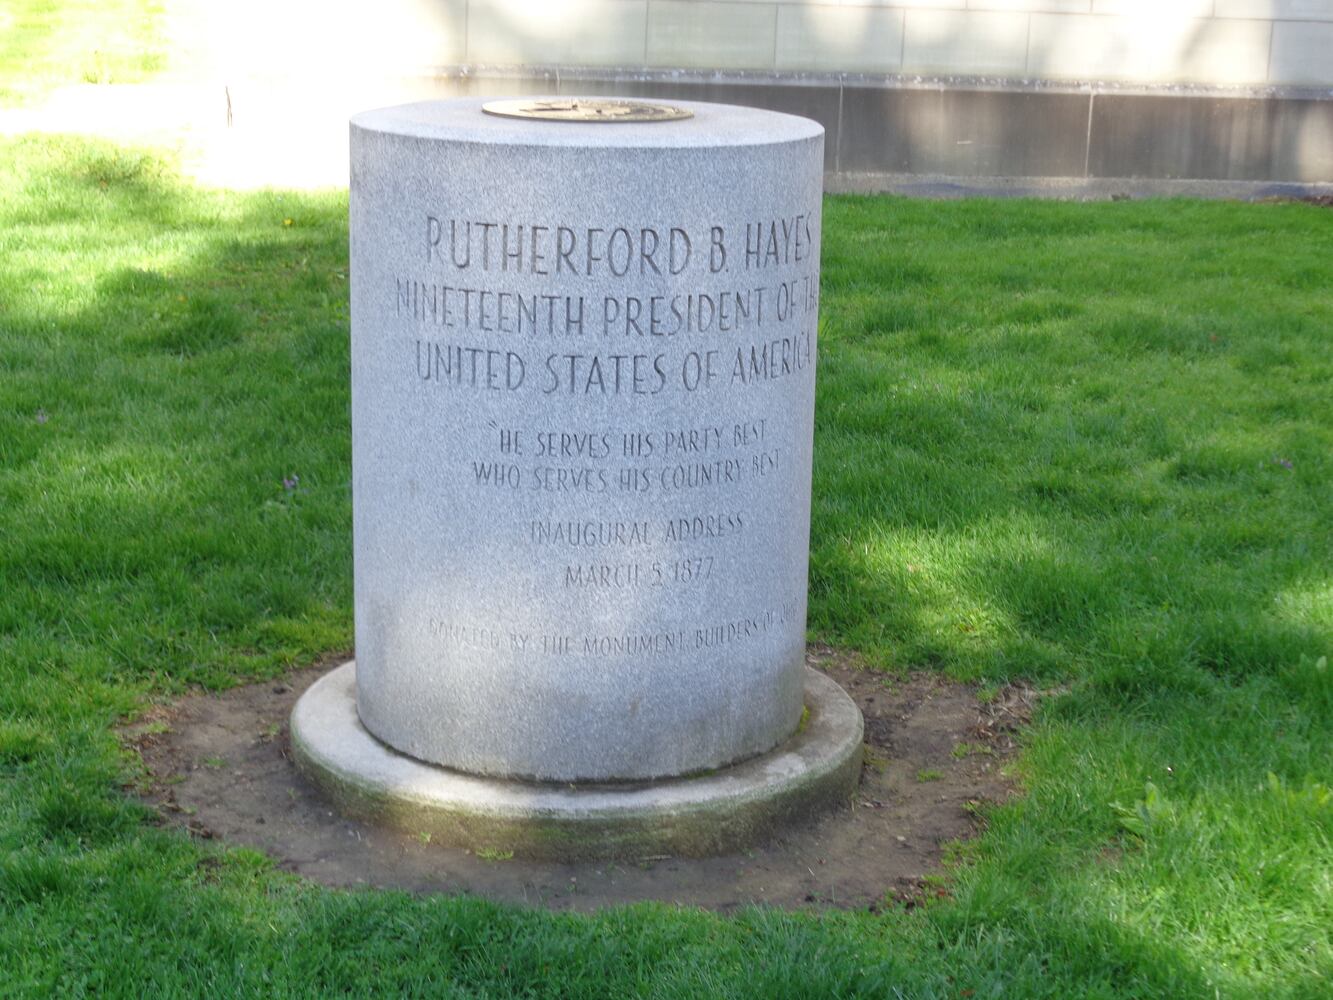 RUTHERFORD B. HAYES
NINETEENTH PRESIDENT OF THE
UNITED STATES OF AMERICA
"HE SERVES HIS PARTY BEST
WHO SERVES HIS COUNTRY BEST
INAUGURAL ADDRESS
MARCH 5, 1877
DONATED BY THE MONUMENT BUILDERS OF